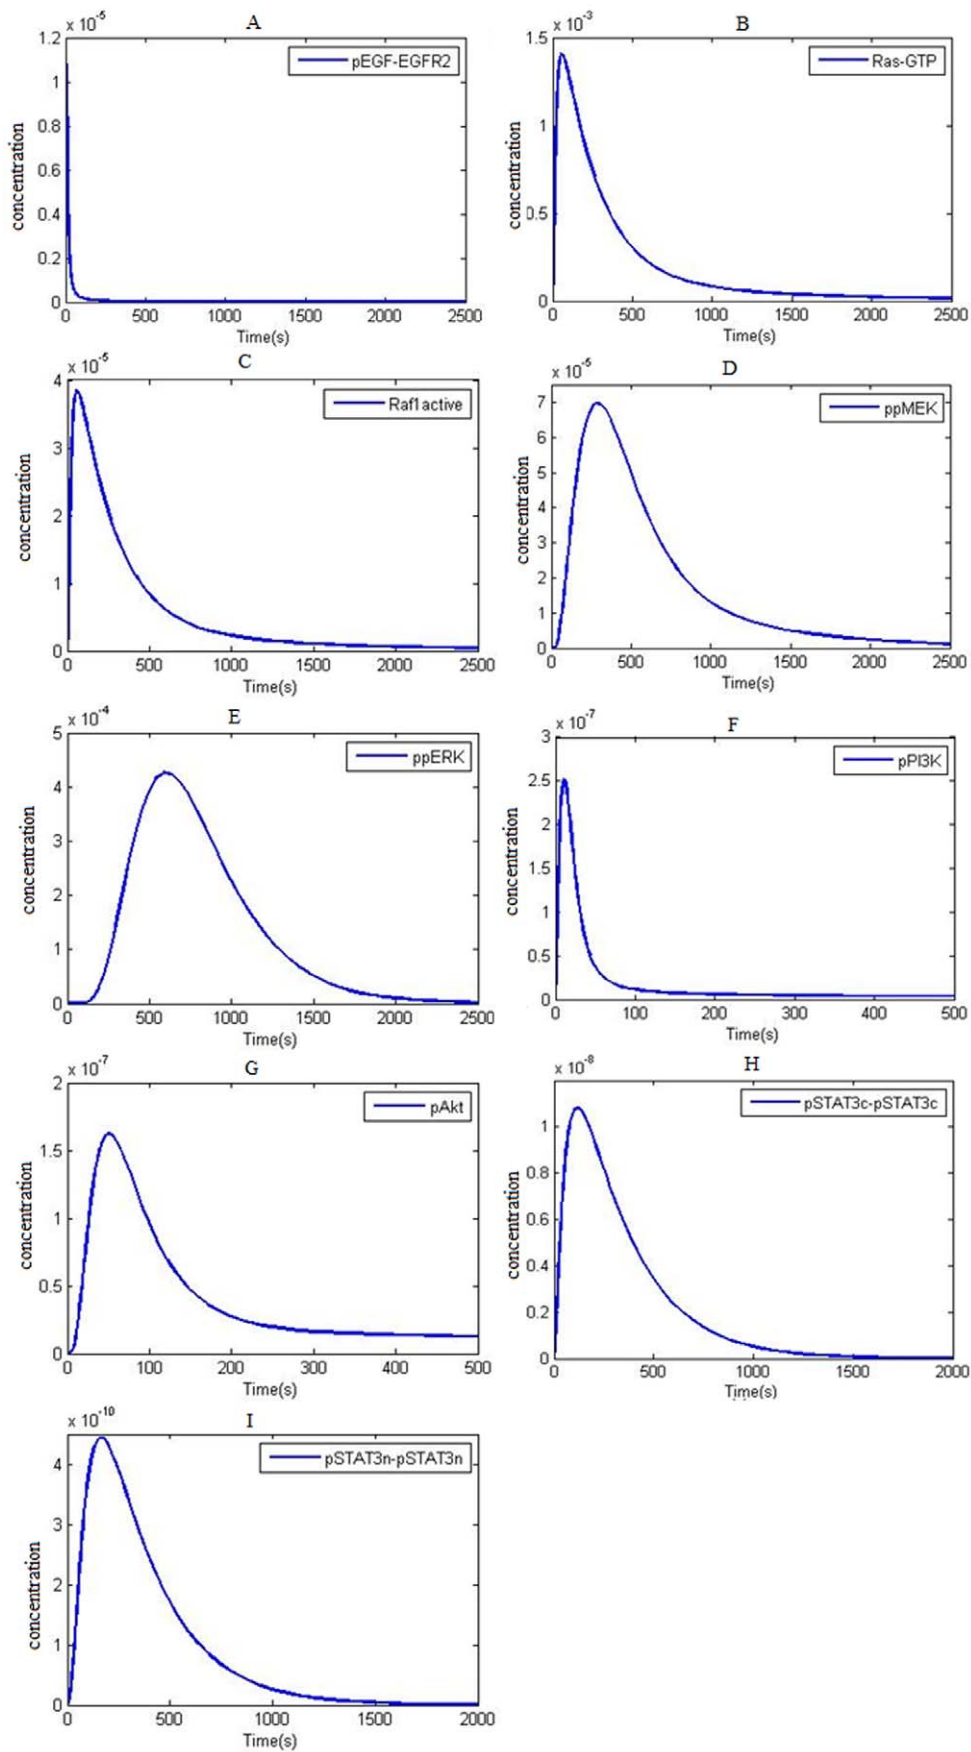 A
x 10-5
1.2
1
0.8
0.6
0.4
0.2
0
concentration
pEGF-EGFR2
0 500 1000 1500 2000 2500
Time(s)
B
x 10-3
1.5
1
0.5
0
concentration
Ras-GTP
0 500 1000 1500 2000 2500
Time(s)
C
x 10-5
4
3
2
1
0
concentration
Raf1active
0 500 1000 1500 2000 2500
Time(s)
D
x 10-5
7
6
5
4
3
2
1
0
concentration
ppMEK
0 500 1000 1500 2000 2500
Time(s)
E
x 10-4
5
4
3
2
1
0
concentration
ppERK
0 500 1000 1500 2000 2500
Time(s)
F
x 10-7
3
2.5
2
1.5
1
0.5
0
concentration
pPI3K
0 100 200 300 400 500
Time(s)
G
x 10-7
2
1.5
1
0.5
0
concentration
pAkt
0 100 200 300 400 500
Time(s)
H
x 10-8
1
0.8
0.6
0.4
0.2
0
concentration
pSTAT3c-pSTAT3c
0 500 1000 1500 2000
Time(s)
I
x 10-10
4
3
2
1
0
concentration
pSTAT3n-pSTAT3n
0 500 1000 1500 2000
Time(s)